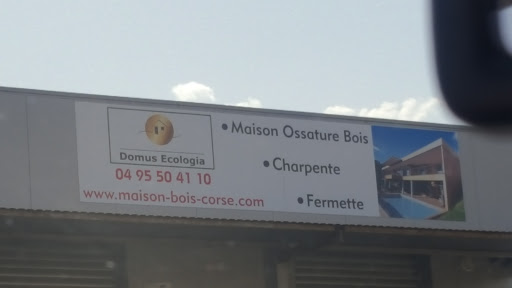 Domus Ecologia
04 95 50 41 10
www.maison-bois-corse.com
• Maison Ossature Bois
• Charpente
• Fermette